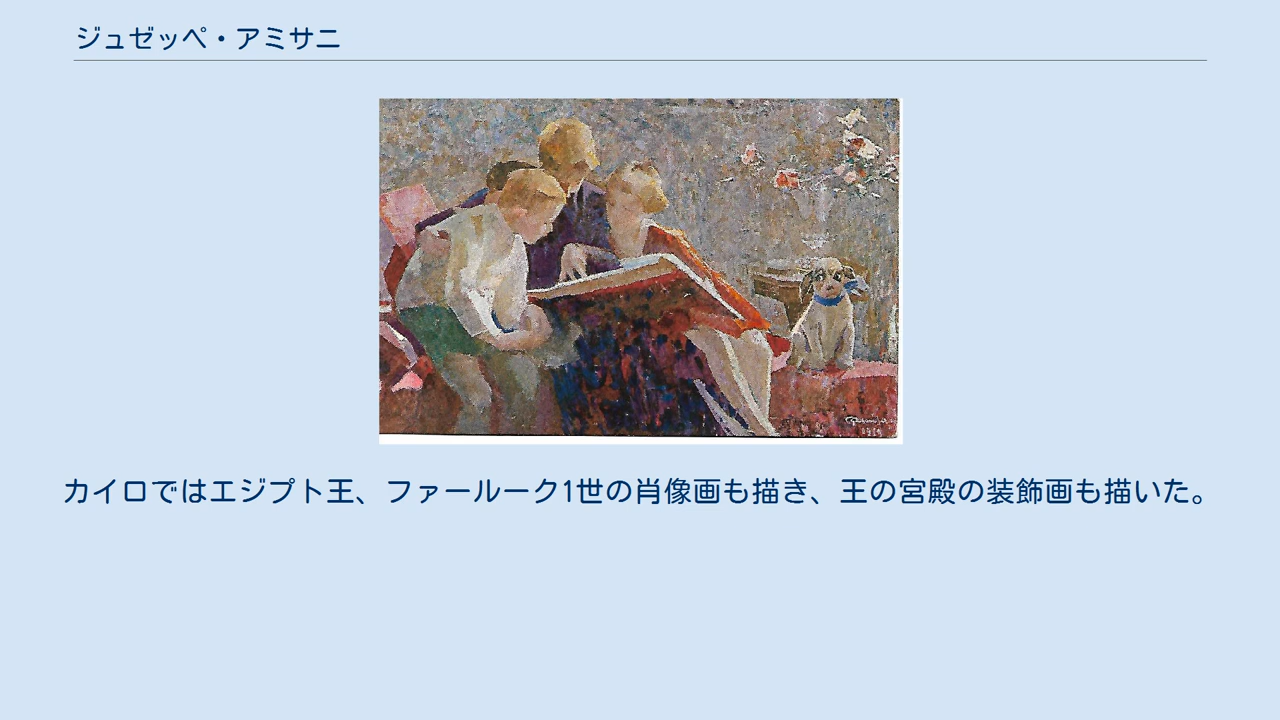 ジュゼッペ・アミサニ
カイロではエジプト王、ファールーク1世の肖像画も描き、王の宮殿の装飾画も描いた。